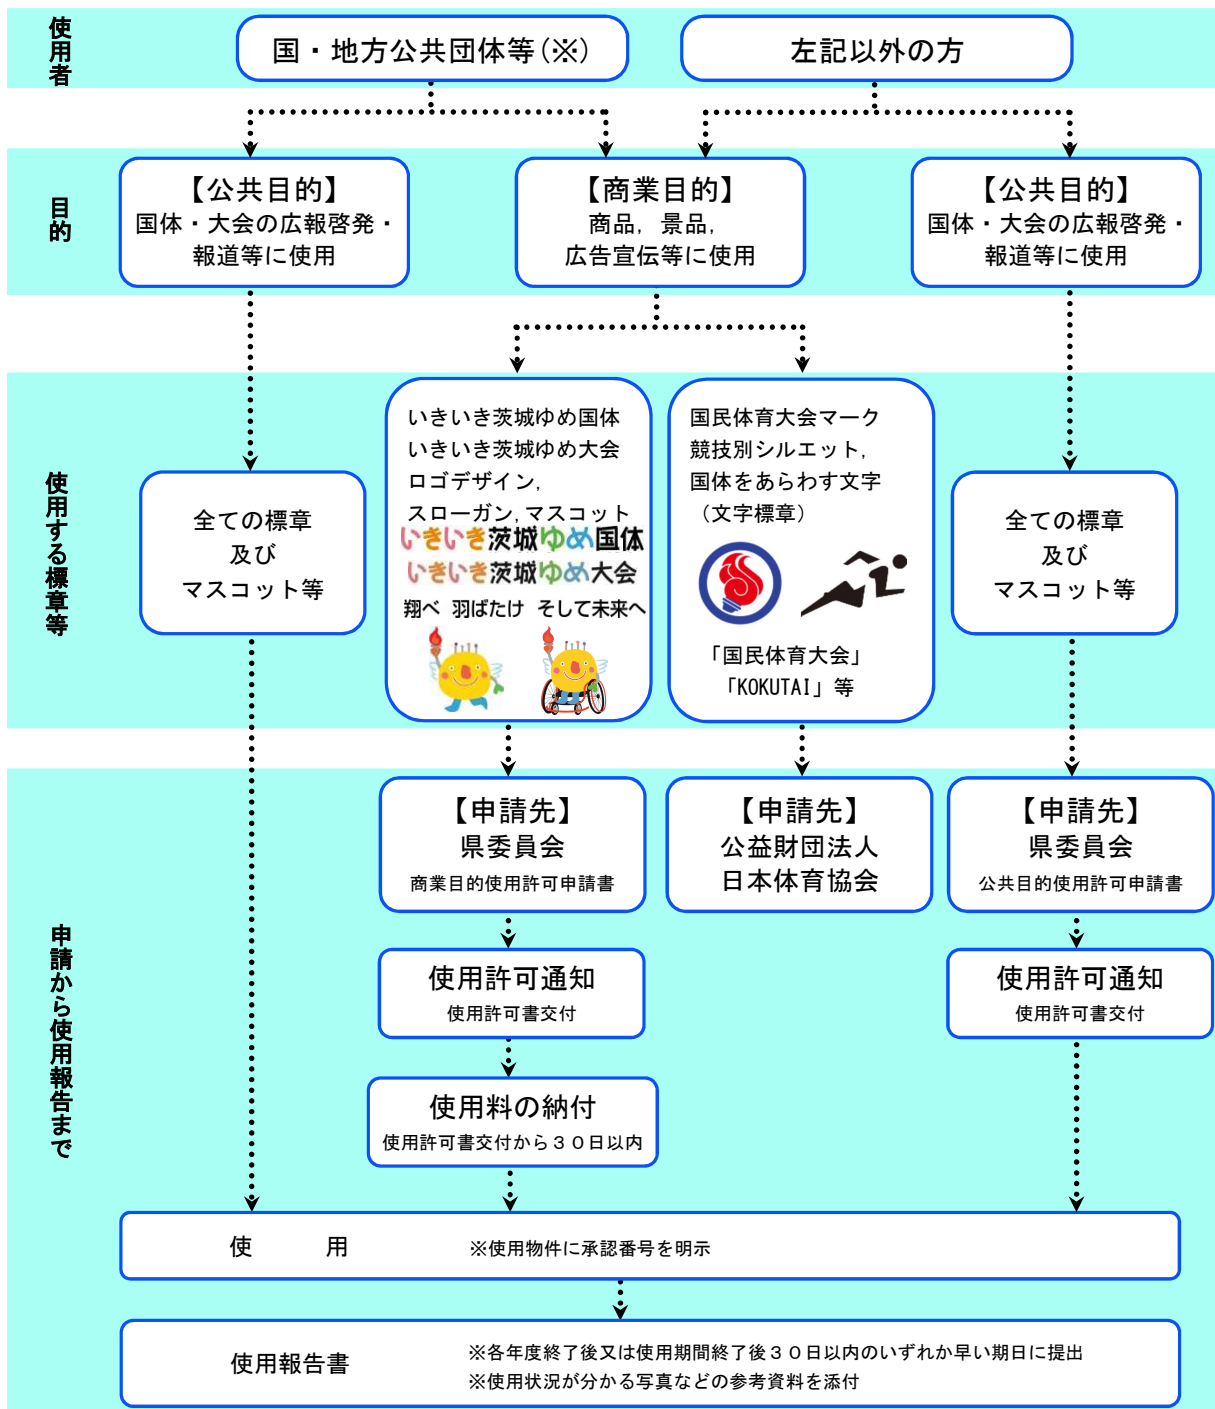 使用者
国・地方公共団体等(※)
左記以外の方
目的
【公共目的】
国体・大会の広報啓発・
報道等に使用
【商業目的】
商品,景品,
広告宣伝等に使用
【公共目的】
国体・大会の広報啓発・
報道等に使用
使用する標章等
全ての標章
及び
マスコット等
いきいき茨城ゆめ国体
いきいき茨城ゆめ大会
ロゴデザイン,
スローガン,マスコット
いきいき茨城ゆめ国体
いきいき茨城ゆめ大会
翔べ 羽ばたけ そして未来へ
国民体育大会マーク
競技別シルエット,
国体をあらわす文字
(文字標章)
「国民体育大会」
「KOKUTAI」等
全ての標章
及び
マスコット等
申請から使用報告まで
【申請先】
県委員会
商業目的使用許可申請書
【申請先】
公益財団法人
日本体育協会
【申請先】
県委員会
公共目的使用許可申請書
使用許可通知
使用許可書交付
使用許可通知
使用許可書交付
使用料の納付
使用許可書交付から30日以内
使 用 ※使用物件に承認番号を明示
使用報告書
※各年度終了後又は使用期間終了後30日以内のいずれか早い期日に提出
※使用状況が分かる写真などの参考資料を添付